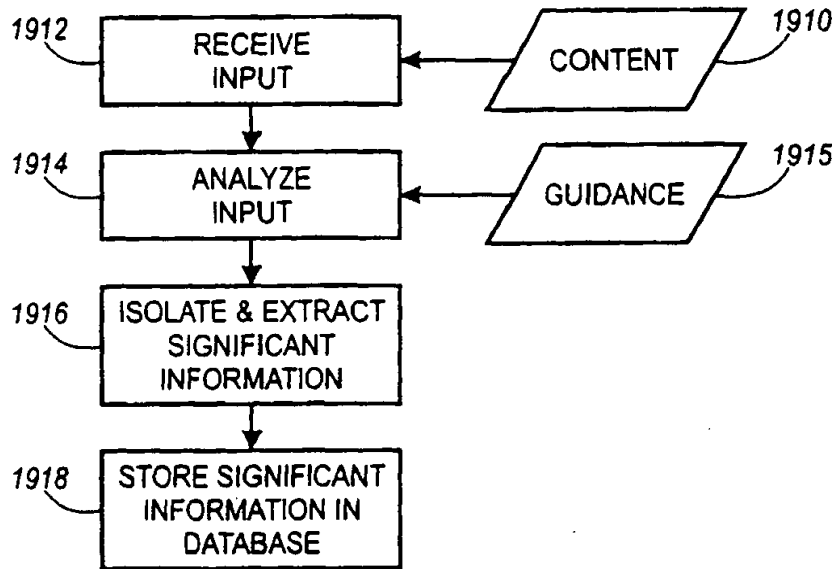 1912
RECEIVE
INPUT
CONTENT
1910
1914
ANALYZE
INPUT
GUIDANCE
1915
1916
ISOLATE & EXTRACT
SIGNIFICANT
INFORMATION
1918
STORE SIGNIFICANT
INFORMATION IN
DATABASE